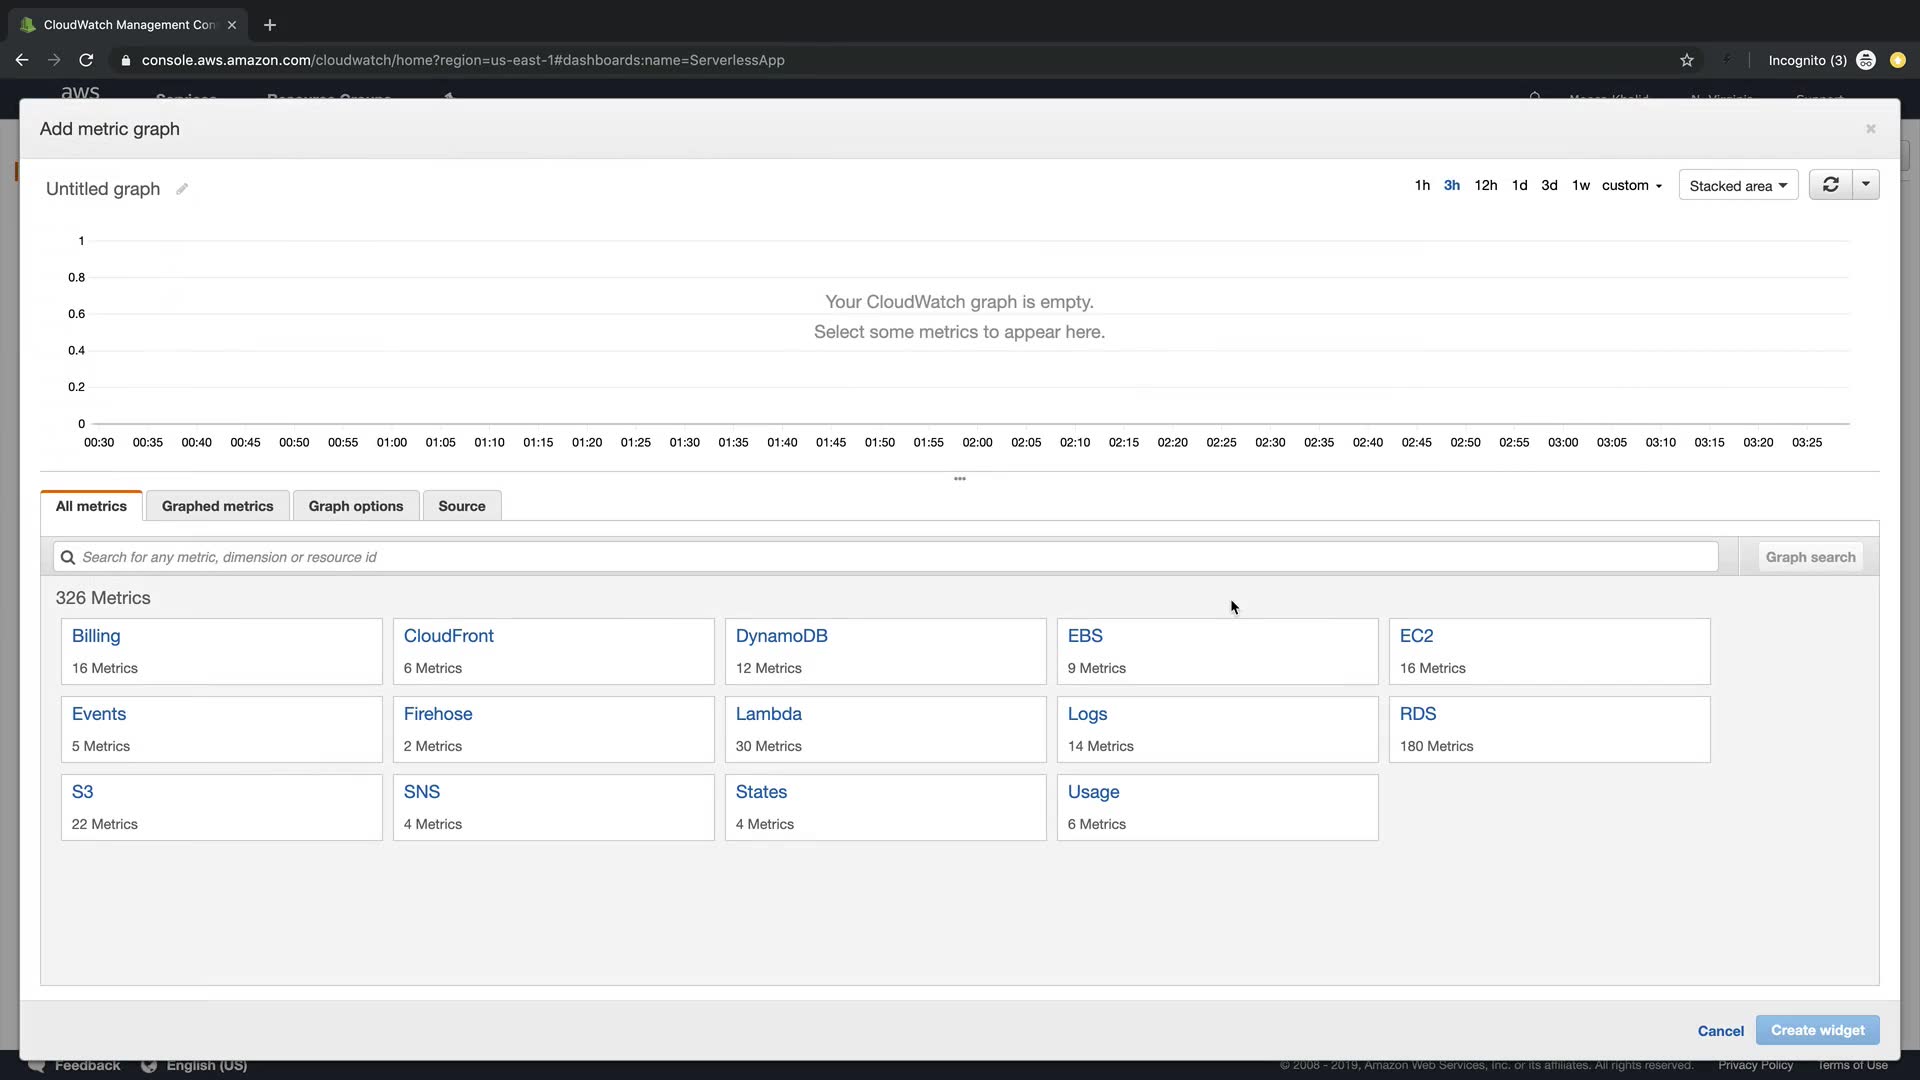 CloudWatch Management Con
console.aws.amazon.com/cloudwatch/home?region=us-east-1#dashboards:name=ServerlessApp
Incognito (3)
aws Services Resource Groups
N. Virginia Support
Add metric graph
Untitled graph
1h 3h 12h 1d 3d 1w custom Stacked area
1
0.8
0.6
0.4
0.2
0
Your CloudWatch graph is empty.
Select some metrics to appear here.
00:30 00:35 00:40 00:45 00:50 00:55 01:00 01:05 01:10 01:15 01:20 01:25 01:30 01:35 01:40 01:45 01:50 01:55 02:00 02:05 02:10 02:15 02:20 02:25 02:30 02:35 02:40 02:45 02:50 02:55 03:00 03:05 03:10 03:15 03:20 03:25
All metrics Graphed metrics Graph options Source
Search for any metric, dimension or resource id Graph search
326 Metrics
Billing CloudFront DynamoDB EBS EC2
16 Metrics 6 Metrics 12 Metrics 9 Metrics 16 Metrics
Events Firehose Lambda Logs RDS
5 Metrics 2 Metrics 30 Metrics 14 Metrics 180 Metrics
S3 SNS States Usage
22 Metrics 4 Metrics 4 Metrics 6 Metrics
Cancel Create widget
Feedback English (US) © 2008 - 2019, Amazon Web Services, Inc. or its affiliates. All rights reserved. Privacy Policy Terms of Use